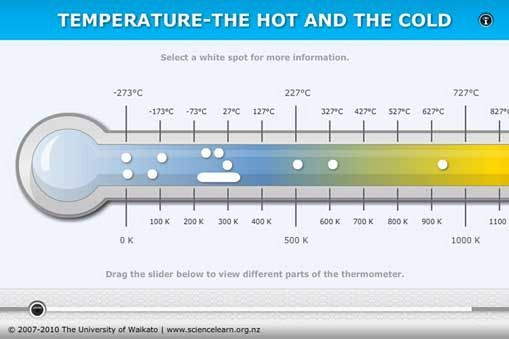 TEMPERATURE-THE HOT AND THE COLD
Select a white spot for more information.
-273°C 227°C 727°C
-173°C -73°C 27°C 127°C 327°C 427°C 527°C 627°C 827°
100 K 200 K 300 K 400 K 600 K 700 K 800 K 900 K 1100
0 K 500 K 1000 K
Drag the slider below to view different parts of the thermometer.
© 2007-2010 The University of Waikato | www.sciencelearn.org.nz